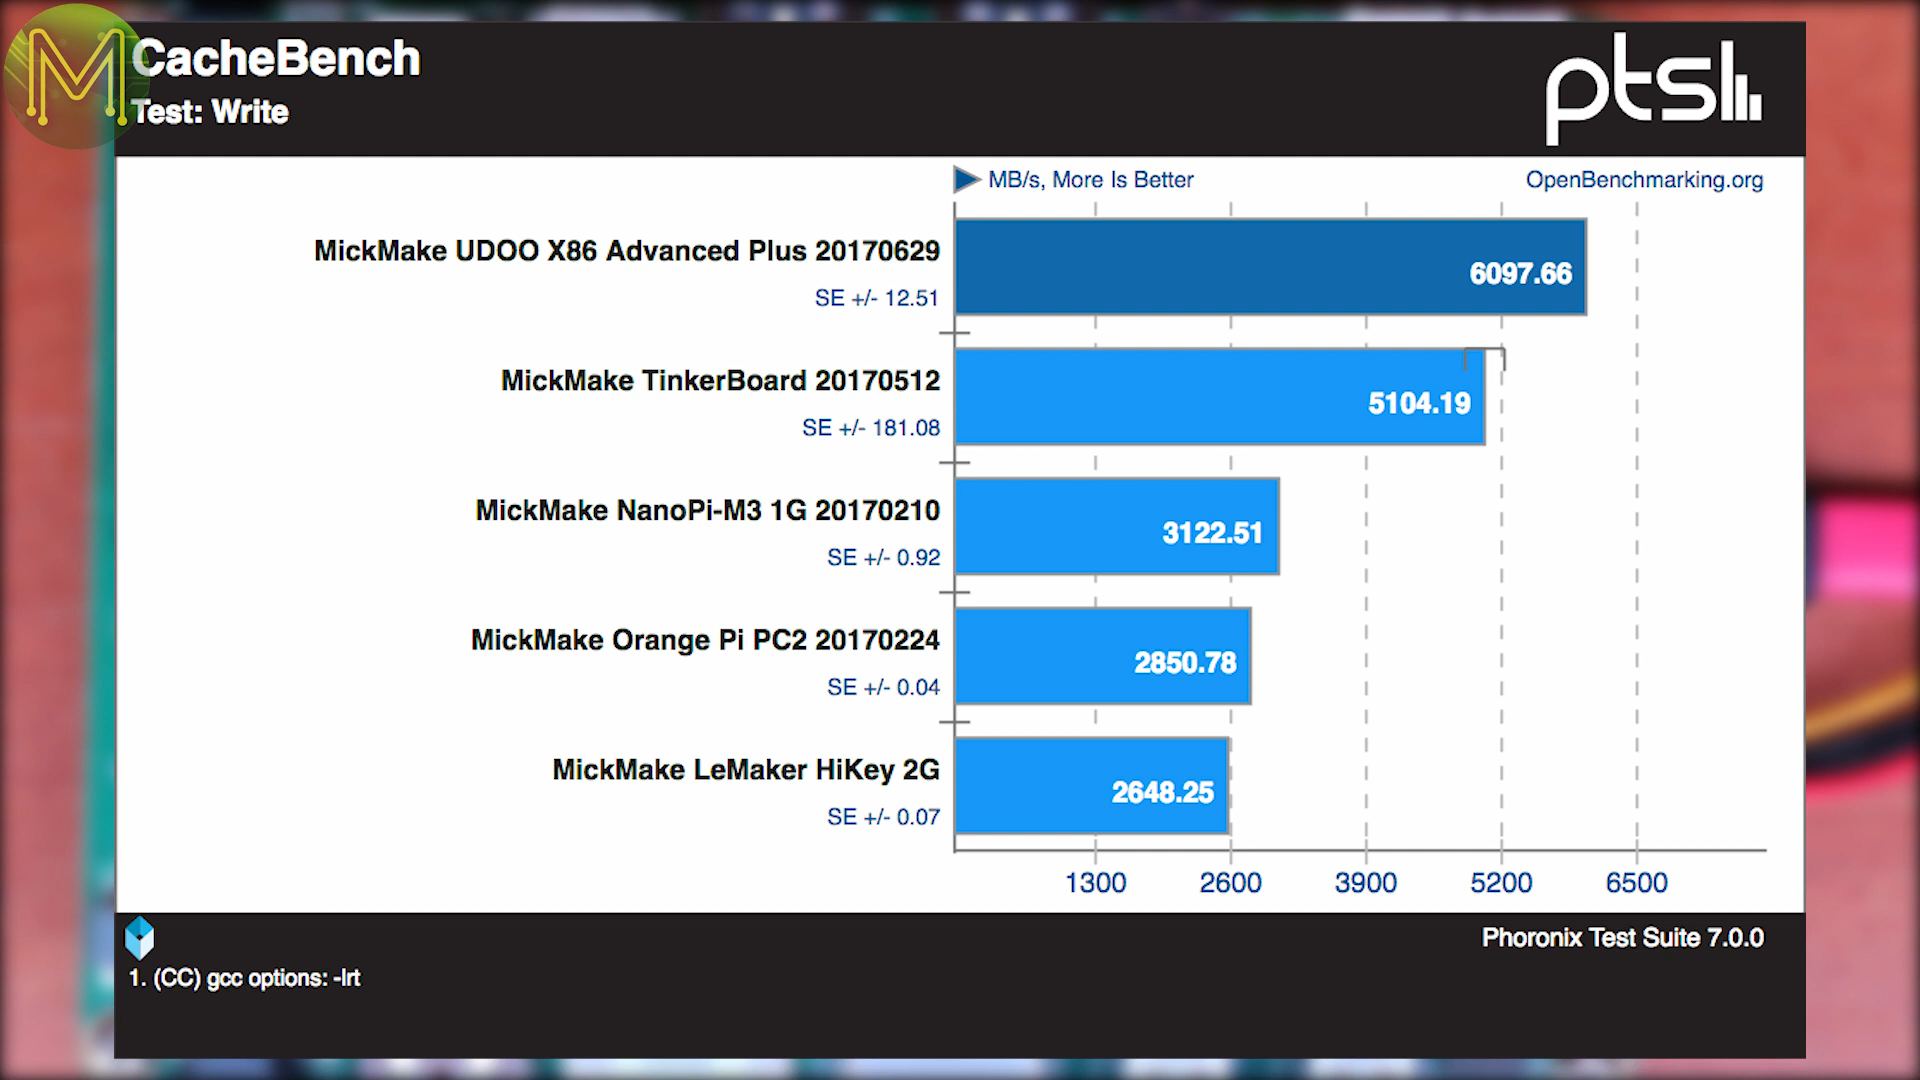 M
CacheBench
Test: Write
pts
MB/s, More Is Better
OpenBenchmarking.org
MickMake UDOO X86 Advanced Plus 20170629
SE +/- 12.51
6097.66
MickMake TinkerBoard 20170512
SE +/- 181.08
5104.19
MickMake NanoPi-M3 1G 20170210
SE +/- 0.92
3122.51
MickMake Orange Pi PC2 20170224
SE +/- 0.04
2850.78
MickMake LeMaker HiKey 2G
SE +/- 0.07
2648.25
1300 2600 3900 5200 6500
Phoronix Test Suite 7.0.0
1. (CC) gcc options: -lrt